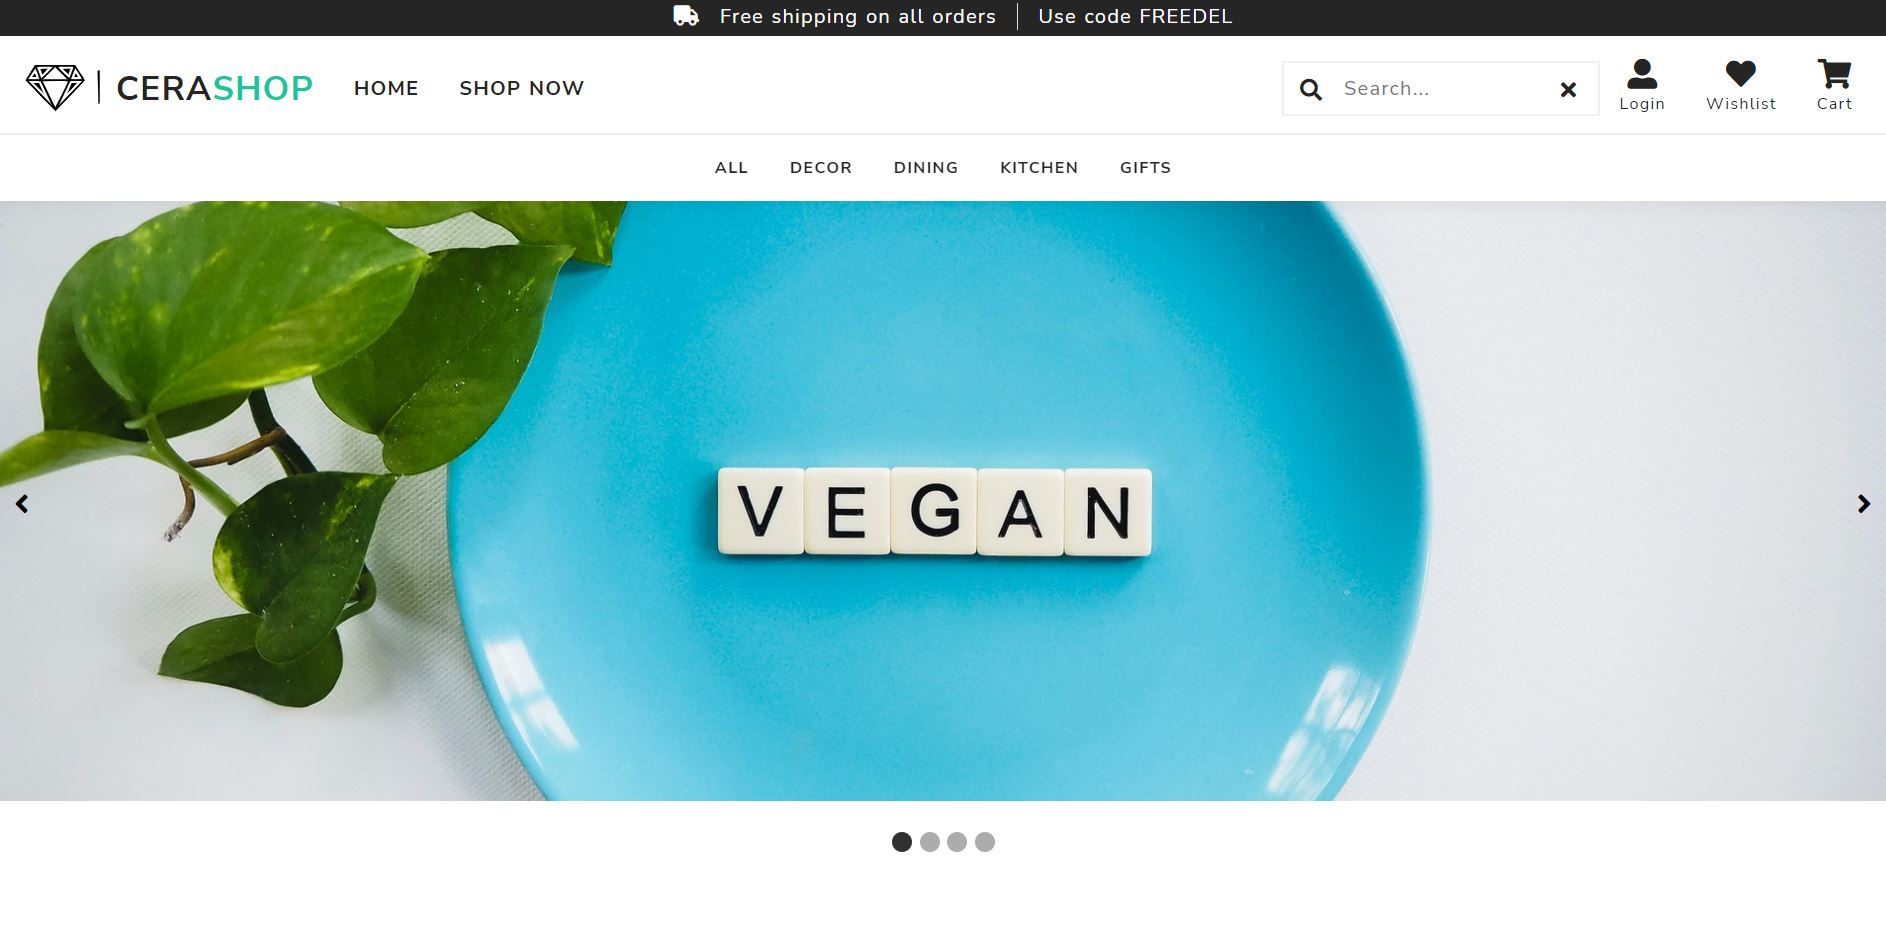 Free shipping on all orders Use code FREEDEL
CERASHOP HOME SHOP NOW Search... Login Wishlist Cart
ALL DECOR DINING KITCHEN GIFTS
VEGAN